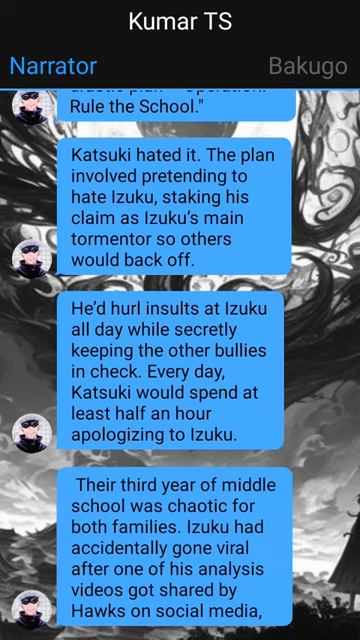 Kumar TS
Narrator
Bakugo
Rule the School."
Katsuki hated it. The plan
involved pretending to
hate Izuku, staking his
claim as Izuku’s main
tormentor so others
would back off.
He’d hurl insults at Izuku
all day while secretly
keeping the other bullies
in check. Every day,
Katsuki would spend at
least half an hour
apologizing to Izuku.
Their third year of middle
school was chaotic for
both families. Izuku had
accidentally gone viral
after one of his analysis
videos got shared by
Hawks on social media,